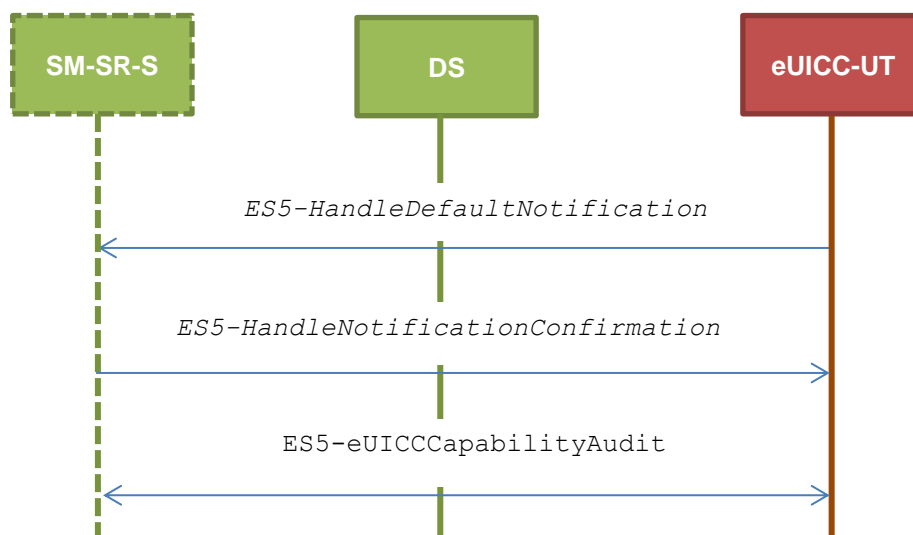 SM-SR-S
DS
eUICC-UT
ES5-HandleDefaultNotification
ES5-HandleNotificationConfirmation
ES5-eUICCCapabilityAudit